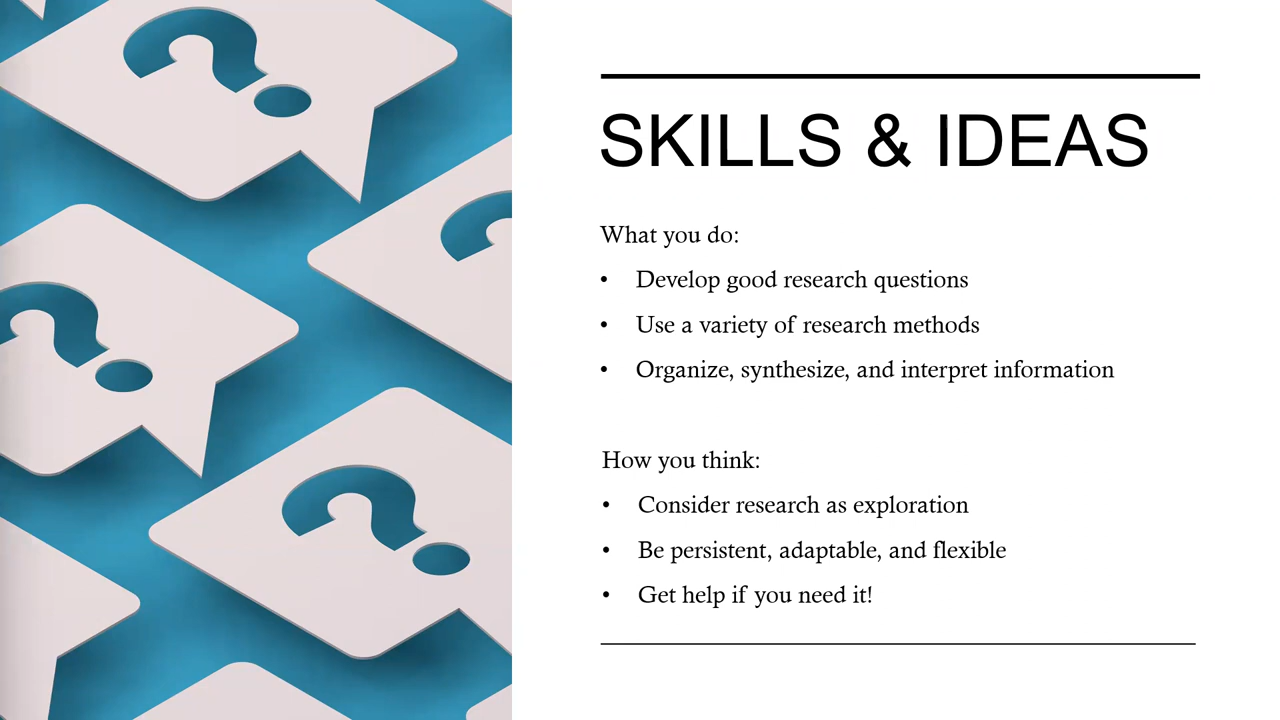 SKILLS & IDEAS
What you do:
• Develop good research questions
• Use a variety of research methods
• Organize, synthesize, and interpret information
How you think:
• Consider research as exploration
• Be persistent, adaptable, and flexible
• Get help if you need it!